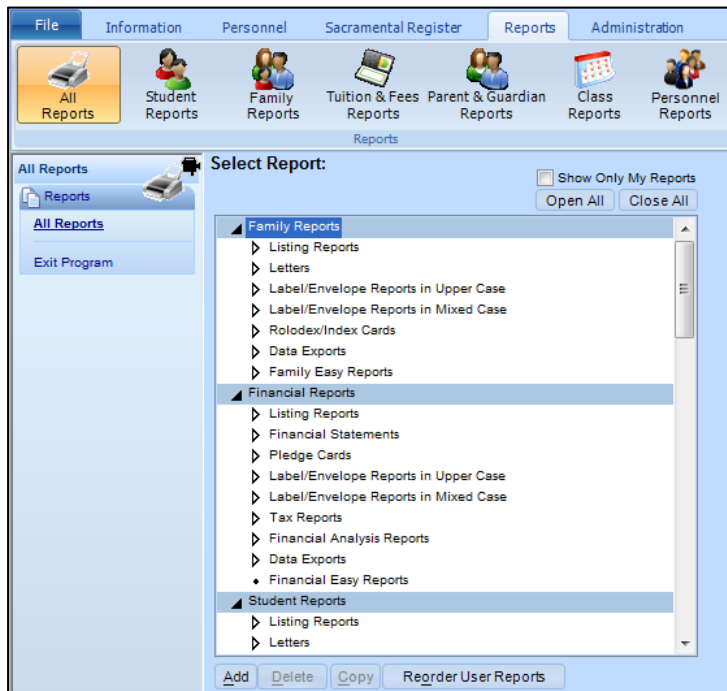 File Information Personnel Sacramental Register Reports Administration
All Reports
Student Reports
Family Reports
Tuition & Fees Reports
Parent & Guardian Reports
Class Reports
Personnel Reports
Reports
All Reports
Reports
All Reports
Exit Program
Select Report:
Show Only My Reports
Open All Close All
Family Reports
Listing Reports
Letters
Label/Envelope Reports in Upper Case
Label/Envelope Reports in Mixed Case
Rolodex/Index Cards
Data Exports
Family Easy Reports
Financial Reports
Listing Reports
Financial Statements
Pledge Cards
Label/Envelope Reports in Upper Case
Label/Envelope Reports in Mixed Case
Tax Reports
Financial Analysis Reports
Data Exports
Financial Easy Reports
Student Reports
Listing Reports
Letters
Add Delete Copy Reorder User Reports